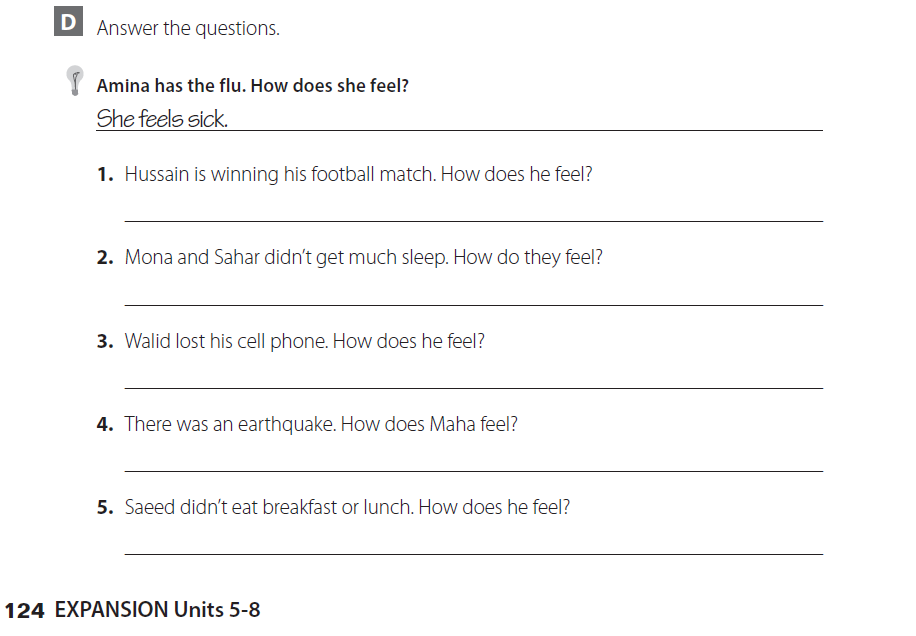 D Answer the questions.
Amina has the flu. How does she feel?
She feels sick.
1. Hussain is winning his football match. How does he feel?
2. Mona and Sahar didn't get much sleep. How do they feel?
3. Walid lost his cell phone. How does he feel?
4. There was an earthquake. How does Maha feel?
5. Saeed didn't eat breakfast or lunch. How does he feel?
124 EXPANSION Units 5-8